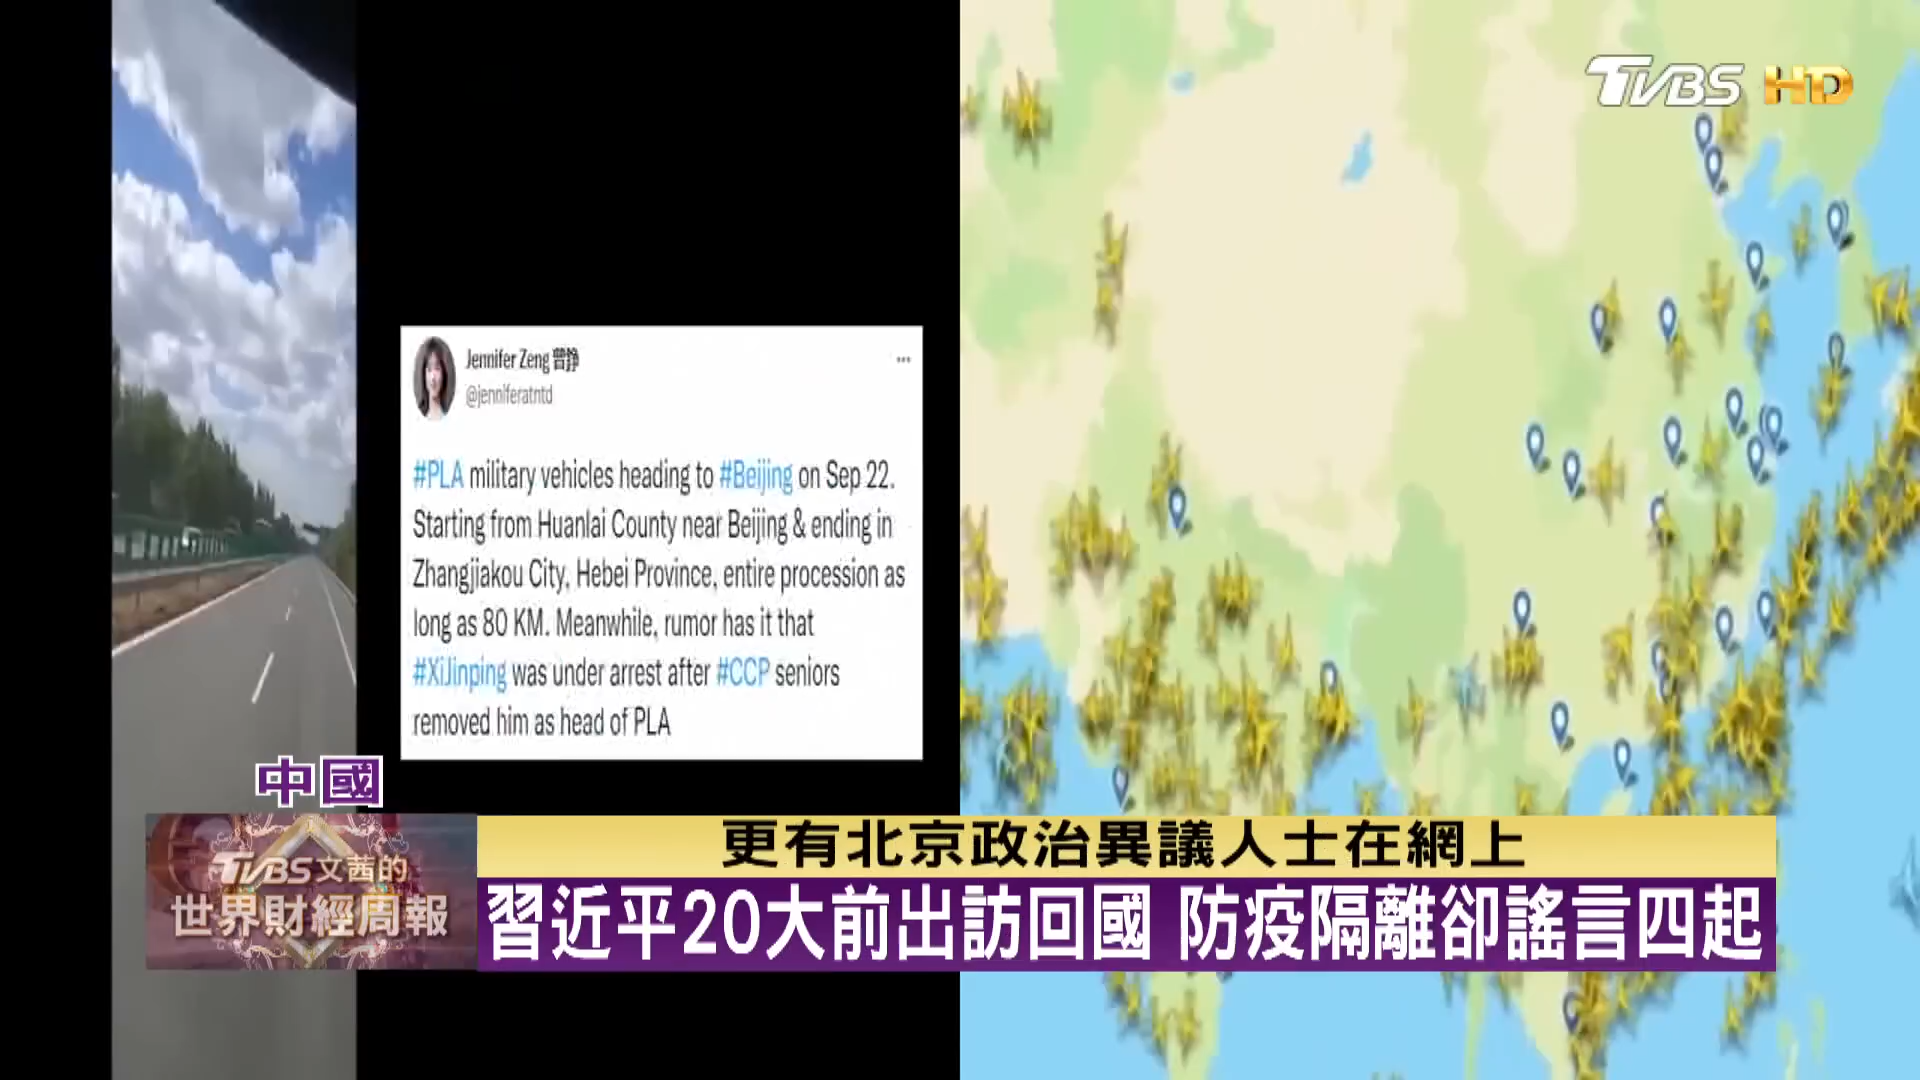 TVBS HD
Jennifer Zeng 曾錚
@jenniferatntd
#PLA military vehicles heading to #Beijing on Sep 22.
Starting from Huanlai County near Beijing & ending in
Zhangjiakou City, Hebei Province, entire procession as
long as 80 KM. Meanwhile, rumor has it that
#XiJinping was under arrest after #CCP seniors
removed him as head of PLA
中國
TVBS文茜的
世界財經周報
更有北京政治異議人士在網上
習近平20大前出訪回國 防疫隔離卻謠言四起